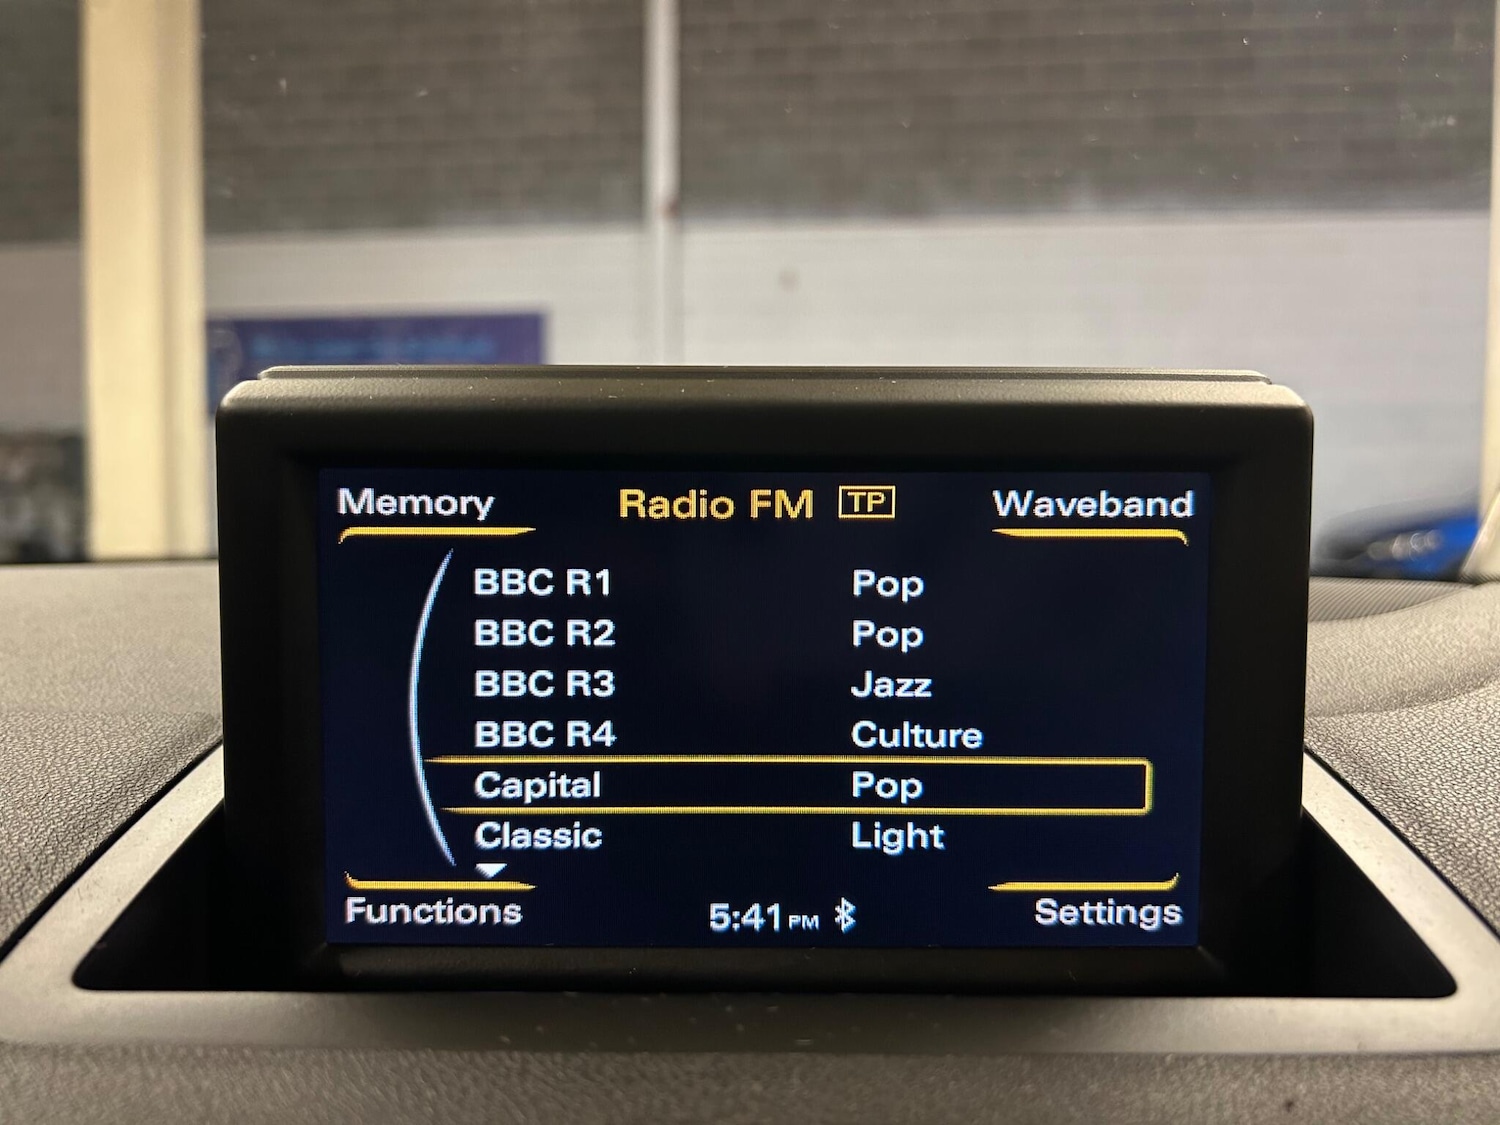 Memory Radio FM TP Waveband
BBC R1 Pop
BBC R2 Pop
BBC R3 Jazz
BBC R4 Culture
Capital Pop
Classic Light
Functions 5:41 PM Settings